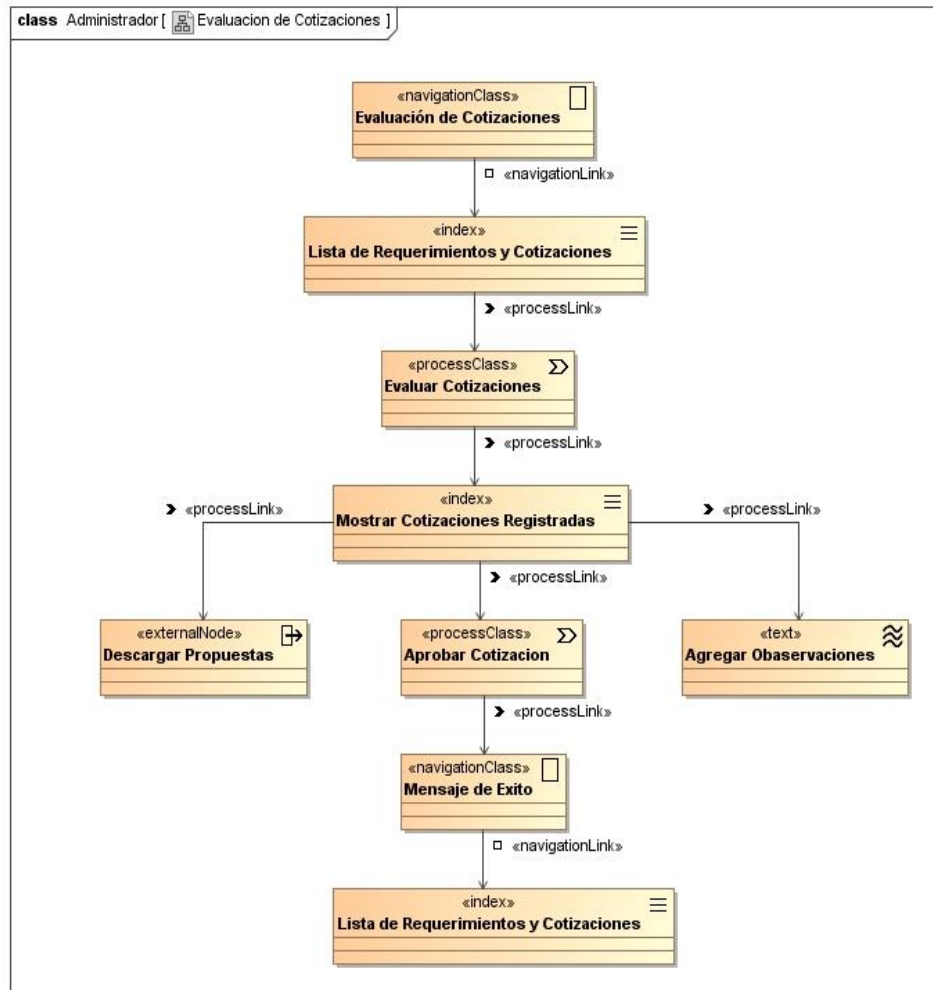 class Administrador [ Evaluacion de Cotizaciones ]
«navigationClass»
Evaluación de Cotizaciones
«navigationLink»
«index»
Lista de Requerimientos y Cotizaciones
«processLink»
«processClass»
Evaluar Cotizaciones
«processLink»
«index»
Mostrar Cotizaciones Registradas
«processLink»
«processLink»
«processLink»
«externalNode»
Descargar Propuestas
«processClass»
Aprobar Cotizacion
«text»
Agregar Obaservaciones
«processLink»
«navigationClass»
Mensaje de Exito
«navigationLink»
«index»
Lista de Requerimientos y Cotizaciones